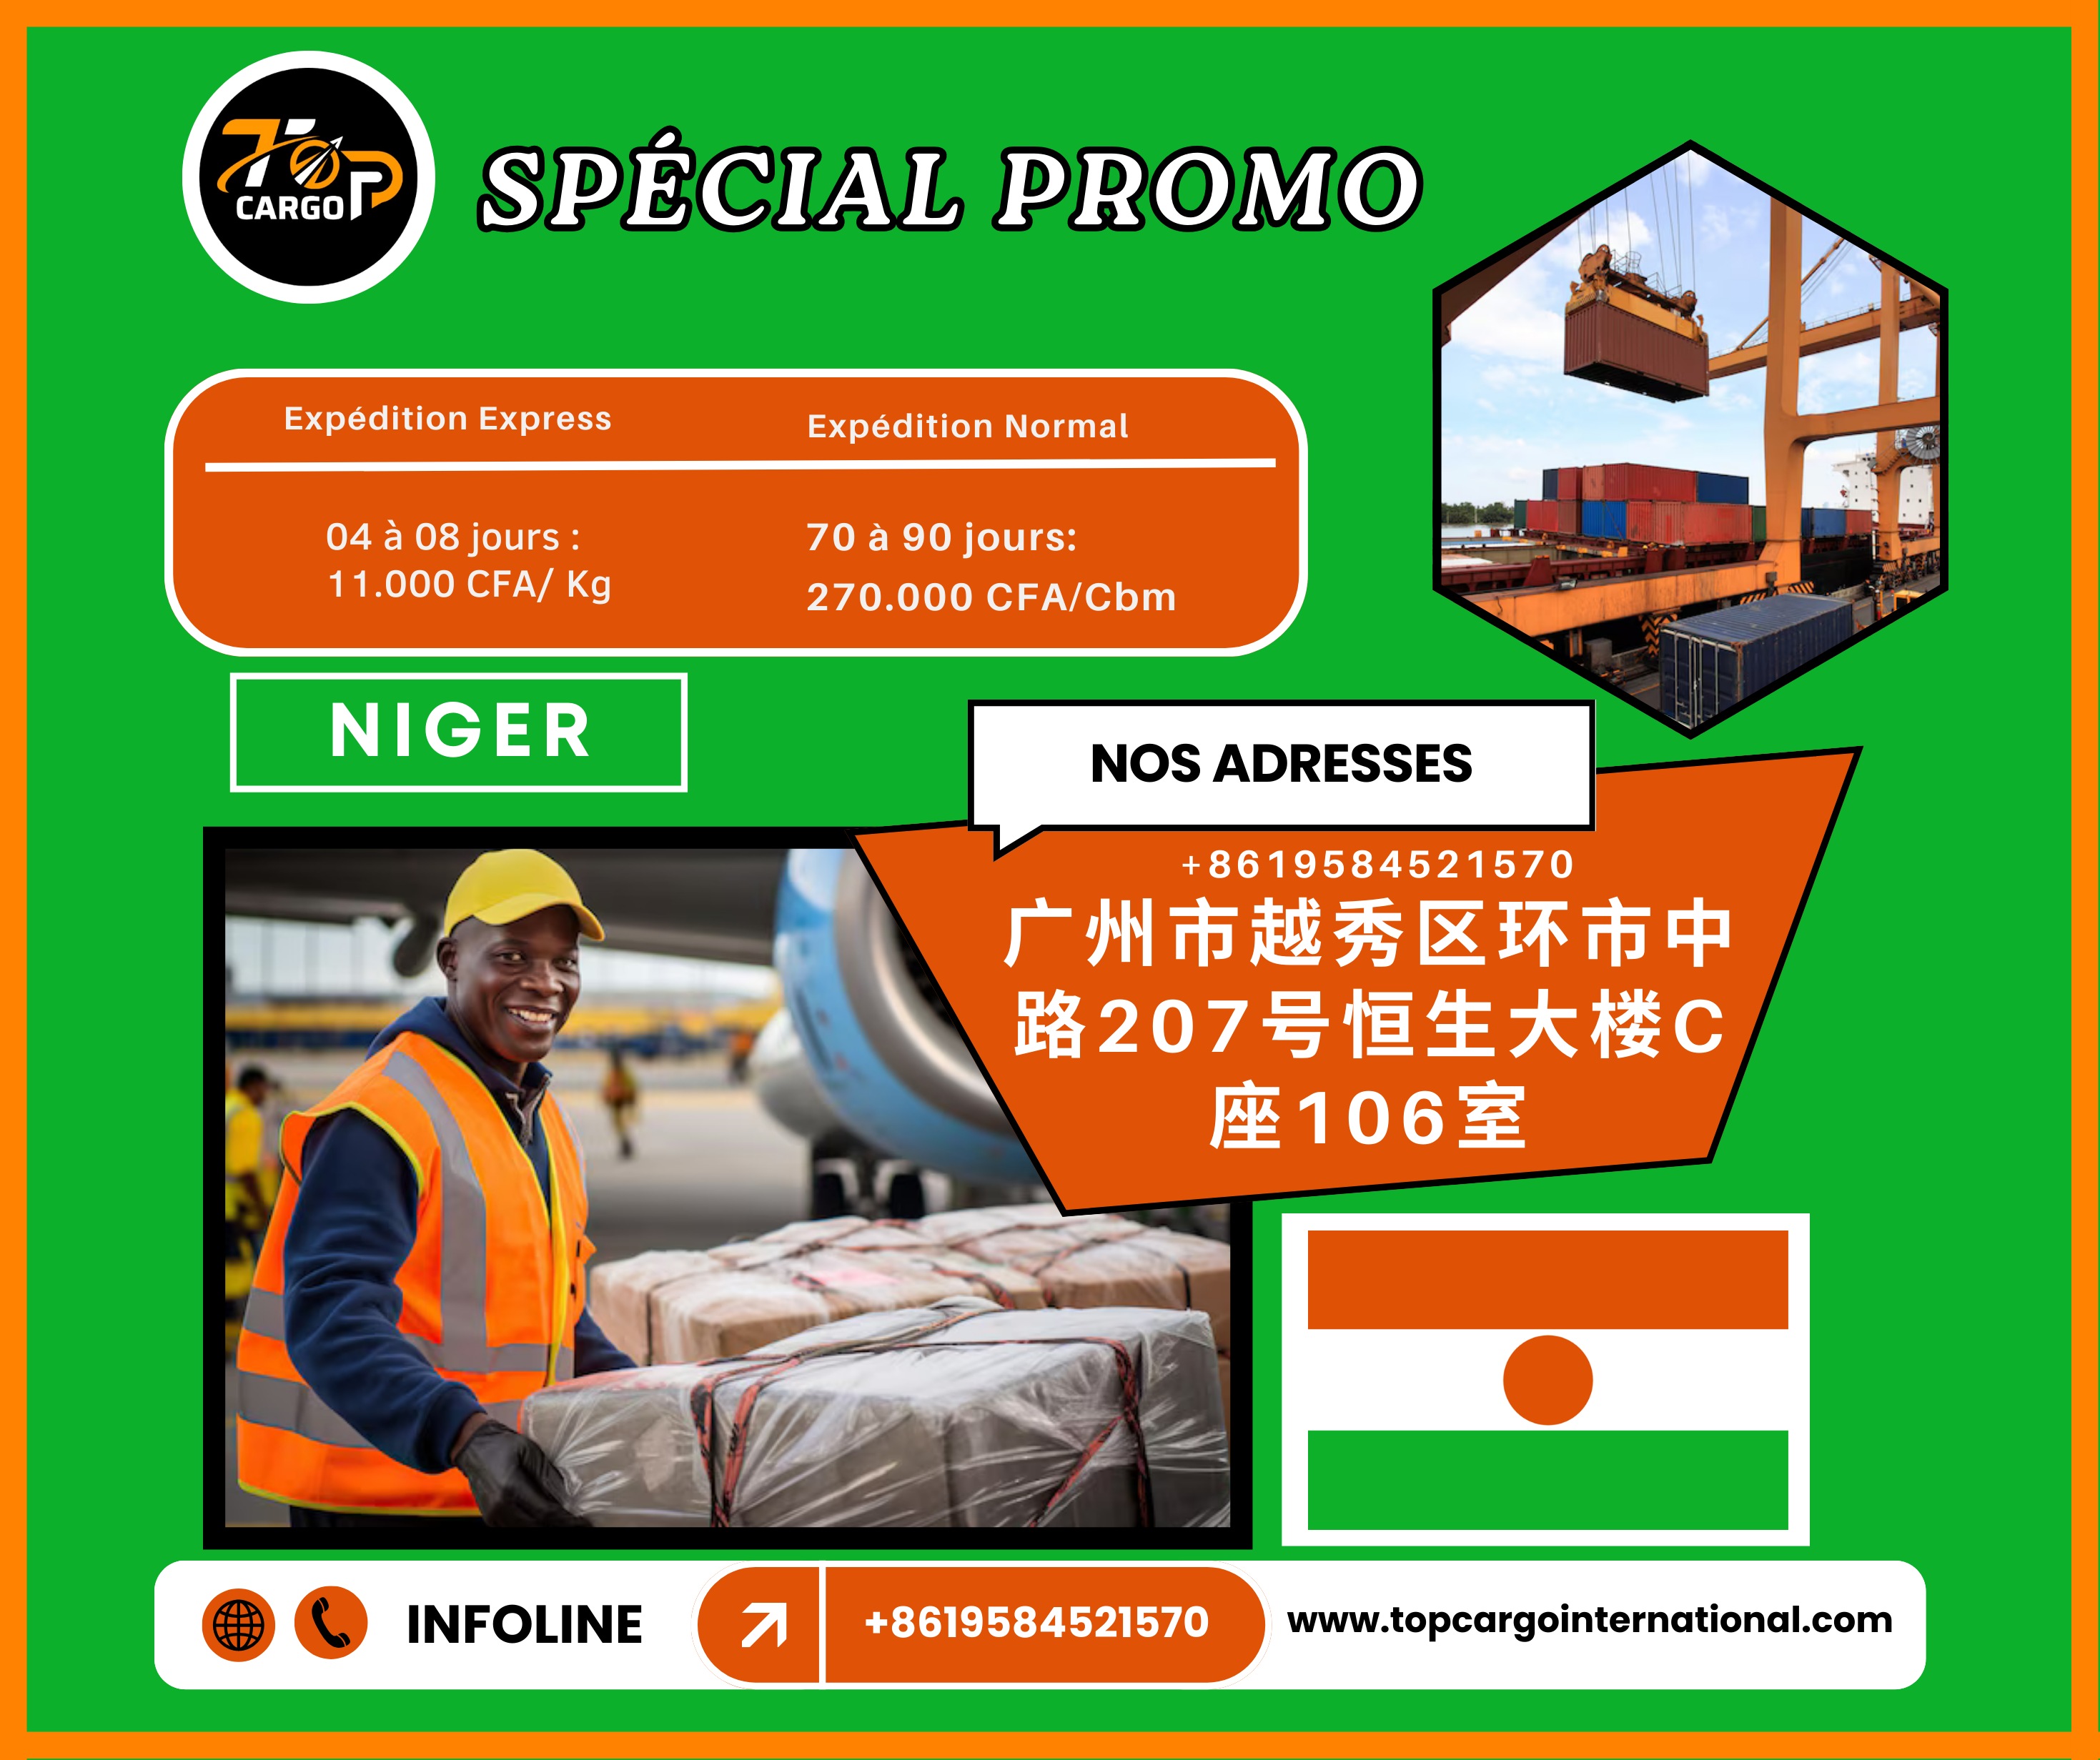 TOP
CARGO
SPÉCIAL PROMO
Expédition Express
04 à 08 jours :
11.000 CFA/ Kg
Expédition Normal
70 à 90 jours:
270.000 CFA/Cbm
NIGER
NOS ADRESSES
+8619584521570
广州市越秀区环市中
路207号恒生大楼C
座106室
INFOLINE
+8619584521570
www.topcargointernational.com